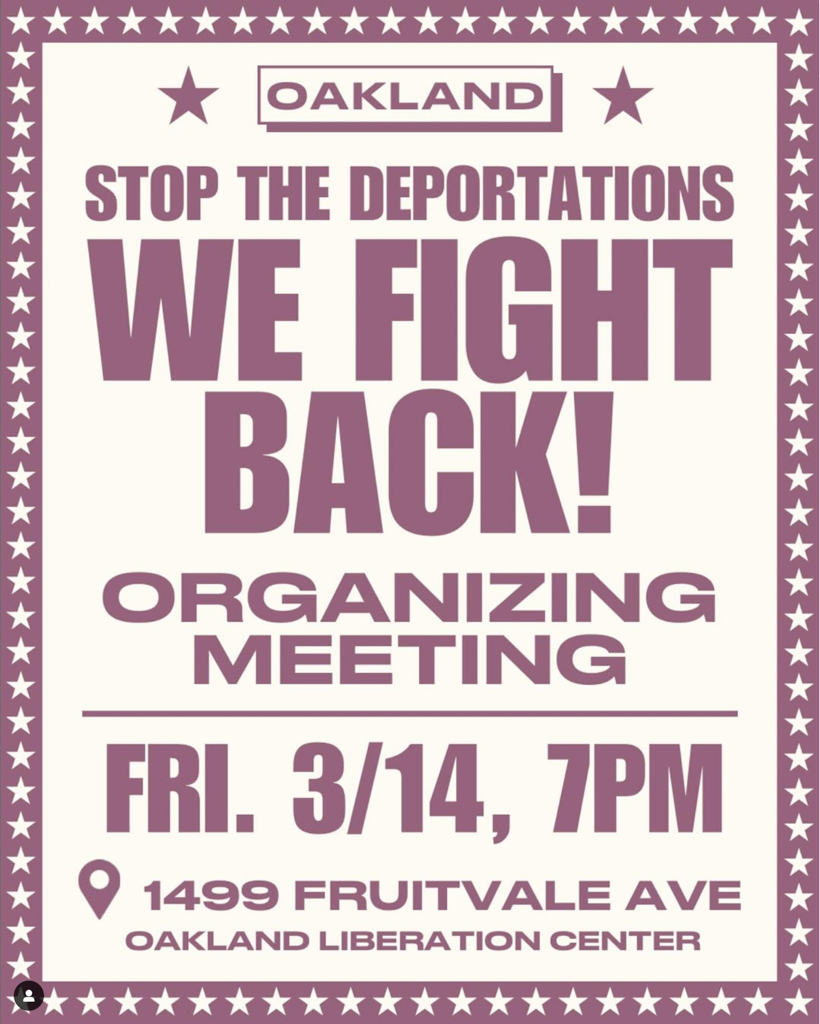 OAKLAND
STOP THE DEPORTATIONS
WE FIGHT
BACK!
ORGANIZING
MEETING
FRI. 3/14, 7PM
1499 FRUITVALE AVE
OAKLAND LIBERATION CENTER